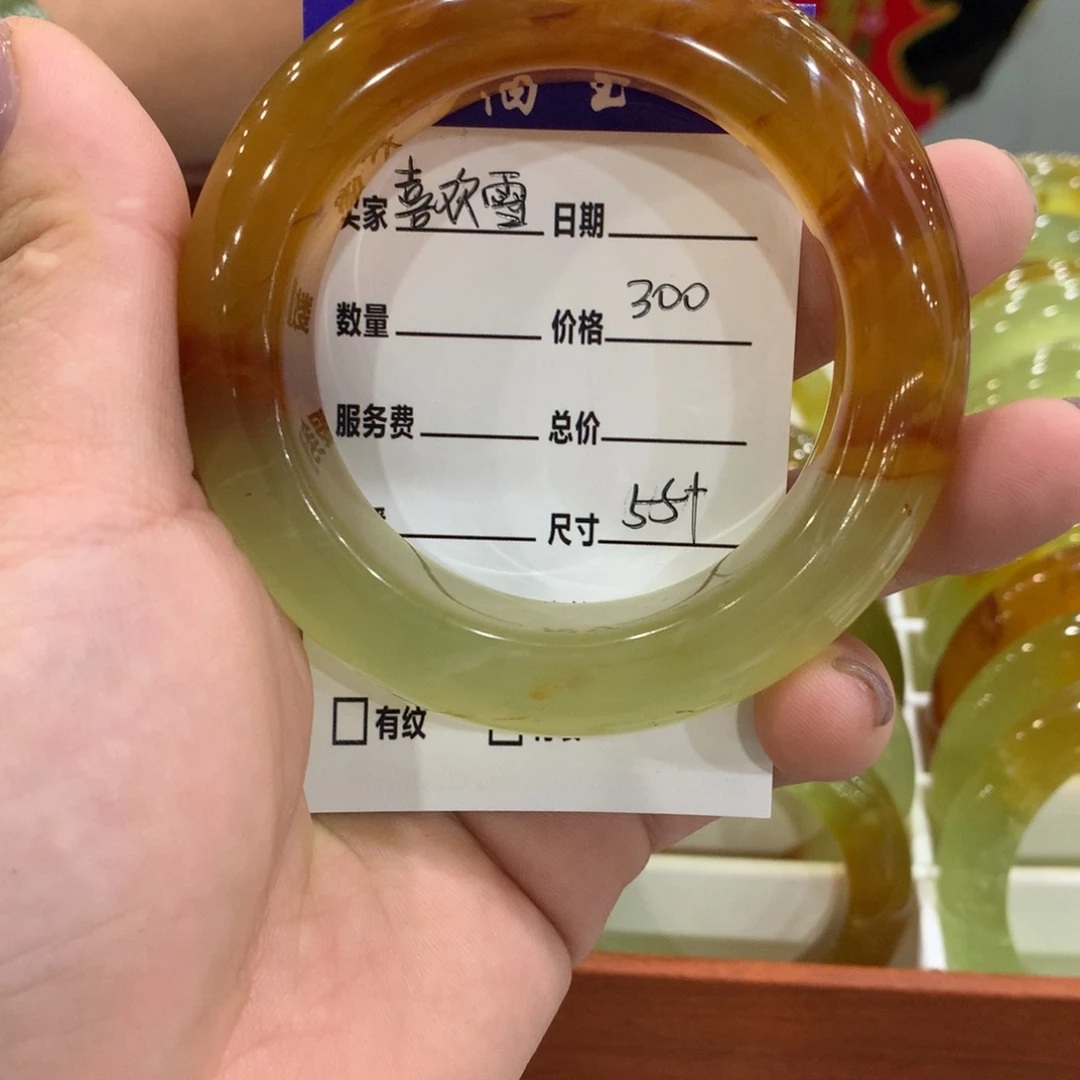 玉
买家 喜欢雪 日期
数量 价格 300
服务费 总价
尺寸 55+
有纹